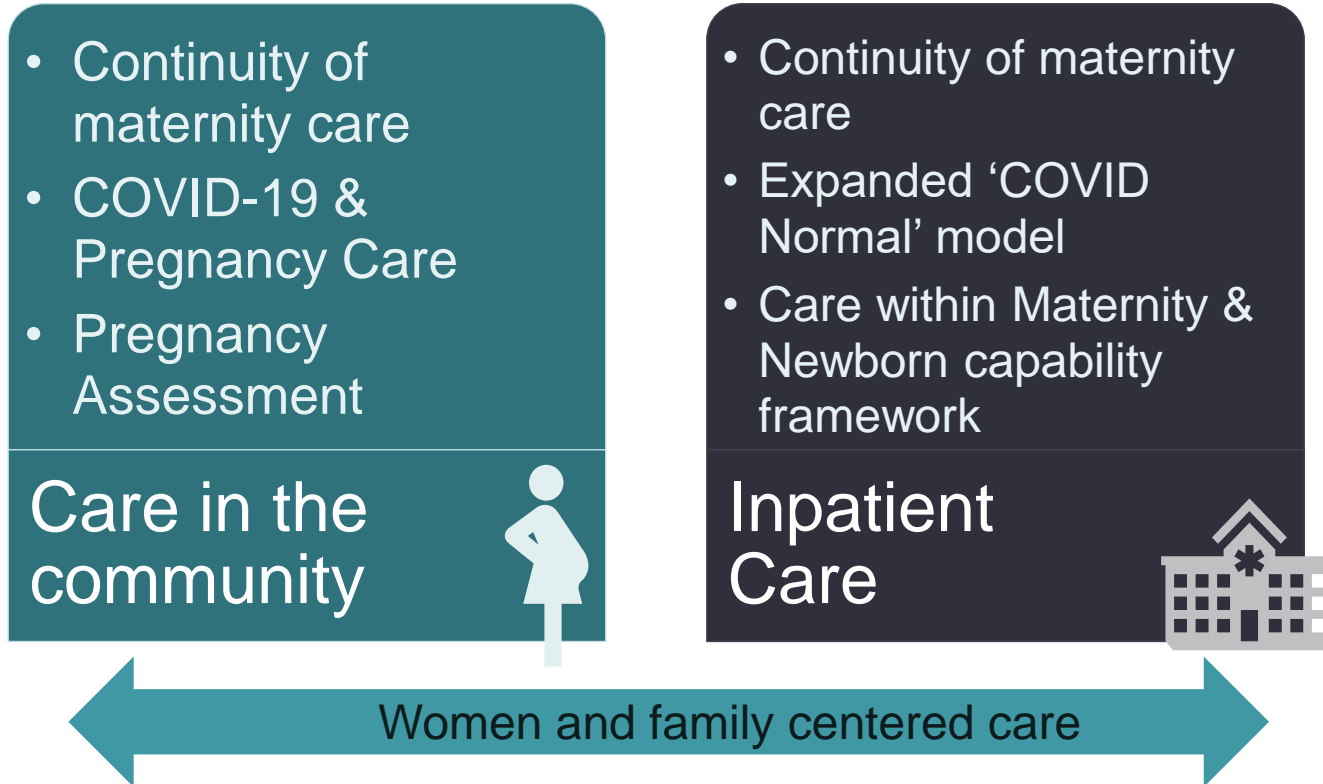 • Continuity of
maternity care
• COVID-19 &
Pregnancy Care
• Pregnancy
Assessment
Care in the
community
• Continuity of maternity
care
• Expanded ‘COVID
Normal’ model
• Care within Maternity &
Newborn capability
framework
Inpatient
Care
Women and family centered care